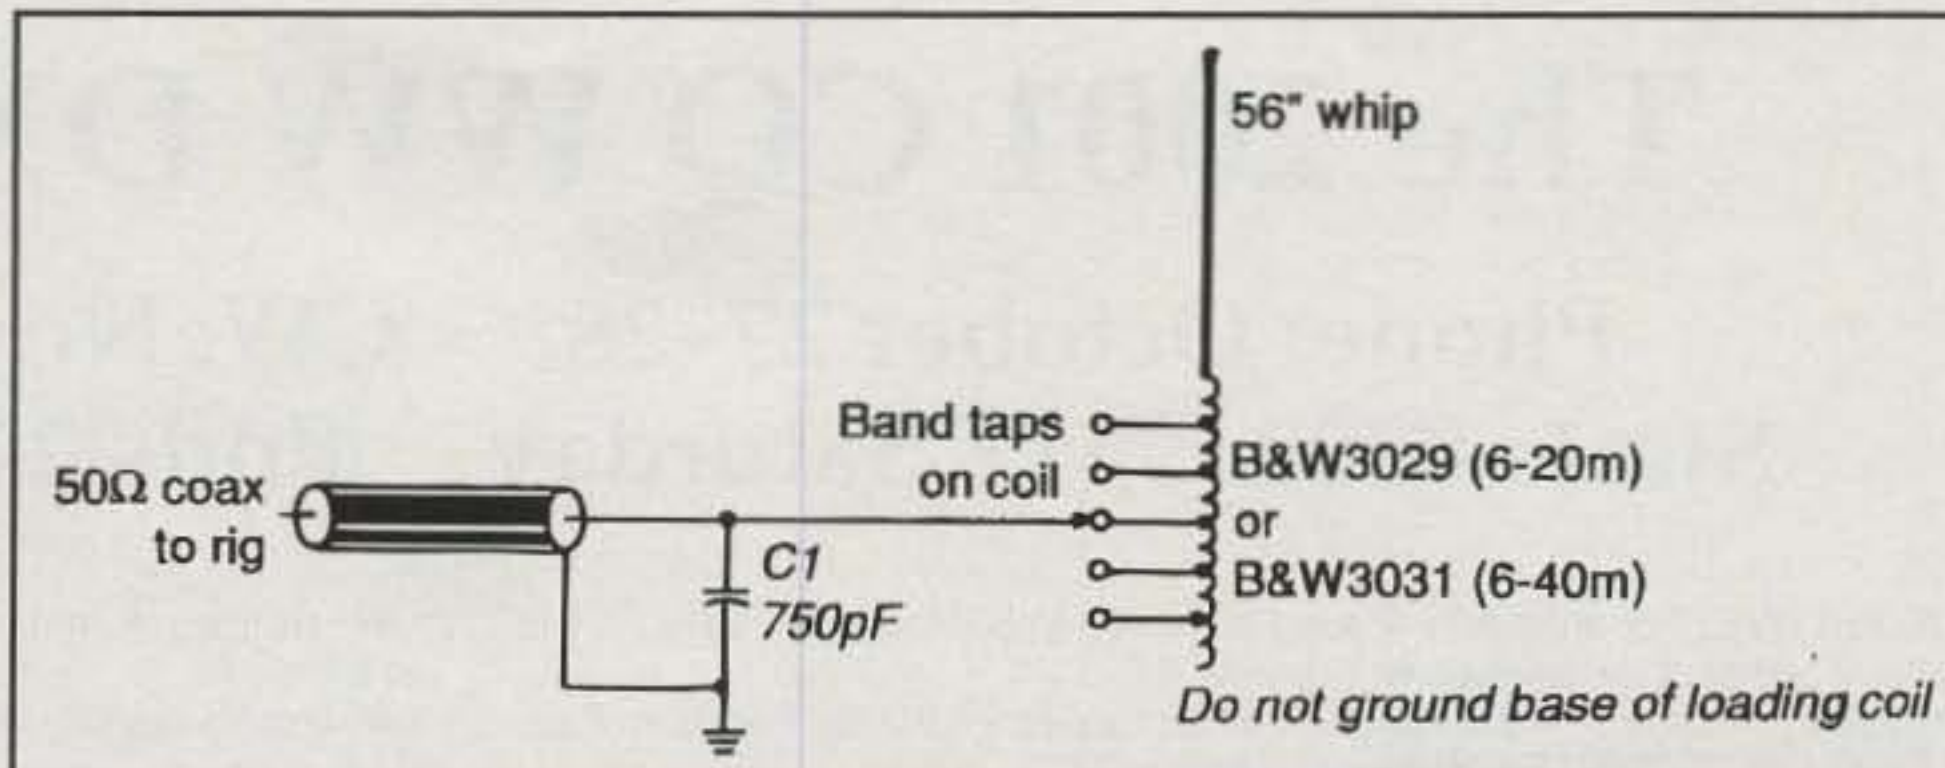 56" whip
Band taps
on coil
B&W3029 (6-20m)
or
B&W3031 (6-40m)
50Ω coax
to rig
C1
750pF
Do not ground base of loading coil